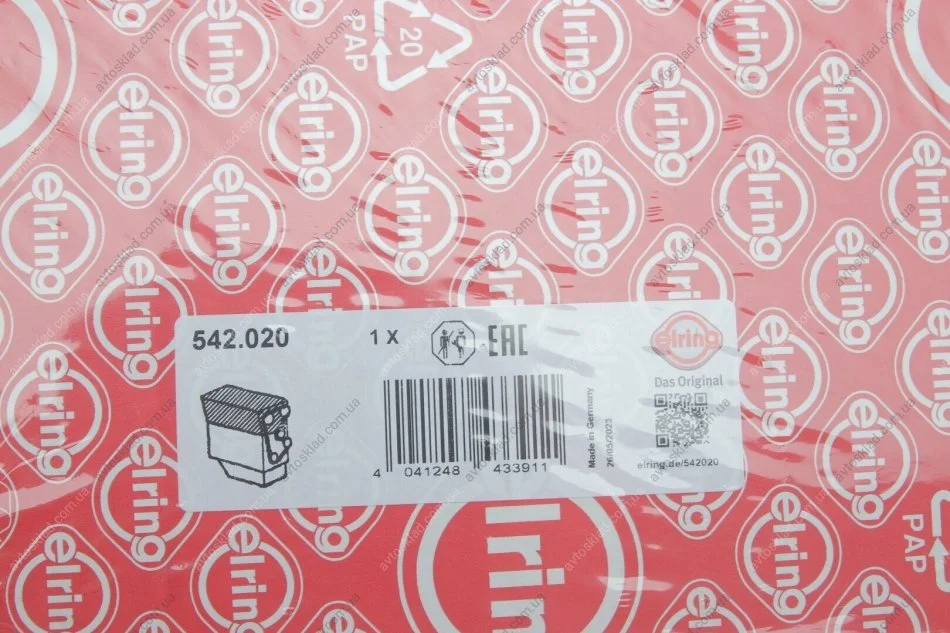 20
PAP
542.020
1 X
EAC
elring
Das Original
4 041248 433911
Made in Germany
26/05/2023
elring.de/542020
elring
PAP
avtosklad.com.ua